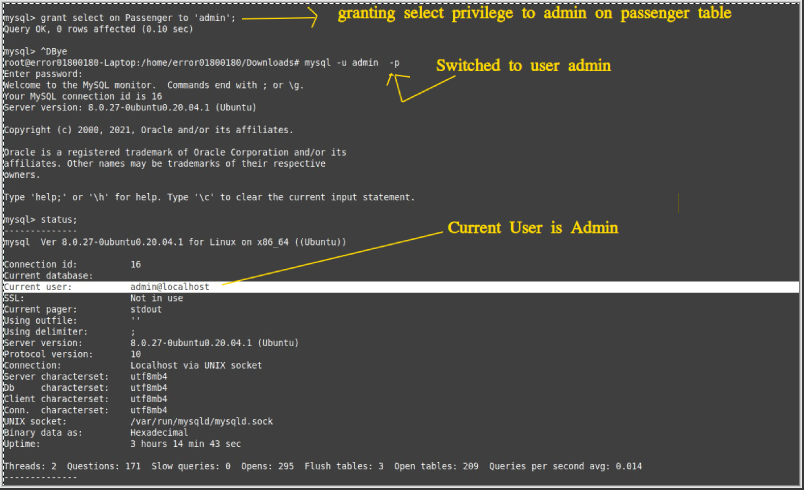 mysql> grant select on Passenger to 'admin'; granting select privilege to admin on passenger table
Query OK, 0 rows affected (0.10 sec)
mysql> ^DBye
root@error01800180-Laptop:/home/error01800180/Downloads# mysql -u admin  -p
Switched to user admin
Enter password:
Welcome to the MySQL monitor.  Commands end with ; or \g.
Your MySQL connection id is 16
Server version: 8.0.27-0ubuntu0.20.04.1 (Ubuntu)
Copyright (c) 2000, 2021, Oracle and/or its affiliates.
Oracle is a registered trademark of Oracle Corporation and/or its
affiliates. Other names may be trademarks of their respective
owners.
Type 'help;' or '\h' for help. Type '\c' to clear the current input statement.
mysql> status;
--------------
Current User is Admin
mysql  Ver 8.0.27-0ubuntu0.20.04.1 for Linux on x86_64 ((Ubuntu))
Connection id:          16
Current database:
Current user:           admin@localhost
SSL:                    Not in use
Current pager:          stdout
Using outfile:          ''
Using delimiter:        ;
Server version:         8.0.27-0ubuntu0.20.04.1 (Ubuntu)
Protocol version:       10
Connection:             Localhost via UNIX socket
Server characterset:    utf8mb4
Db     characterset:    utf8mb4
Client characterset:    utf8mb4
Conn.  characterset:    utf8mb4
UNIX socket:            /var/run/mysqld/mysqld.sock
Binary data as:         Hexadecimal
Uptime:                 3 hours 14 min 43 sec
Threads: 2  Questions: 171  Slow queries: 0  Opens: 295  Flush tables: 3  Open tables: 209  Queries per second avg: 0.014
--------------